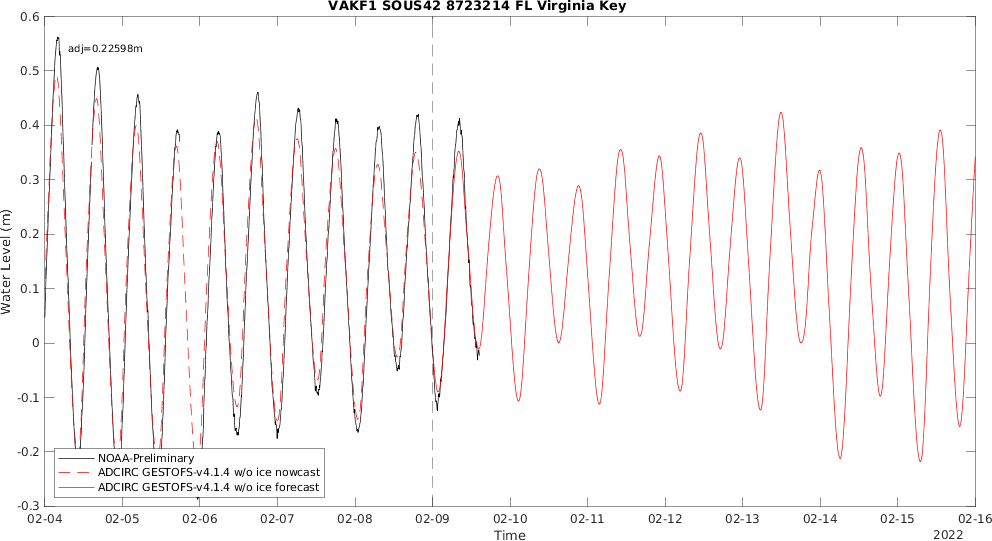 VAKF1 SOUS42 8723214 FL Virginia Key
adj=0.22598m
0.6
0.5
0.4
0.3
0.2
0.1
0
-0.1
-0.2
-0.3
Water Level (m)
NOAA-Preliminary
ADCIRC GESTOFS-v4.1.4 w/o ice nowcast
ADCIRC GESTOFS-v4.1.4 w/o ice forecast
02-04 02-05 02-06 02-07 02-08 02-09 02-10 02-11 02-12 02-13 02-14 02-15 02-16
Time
2022